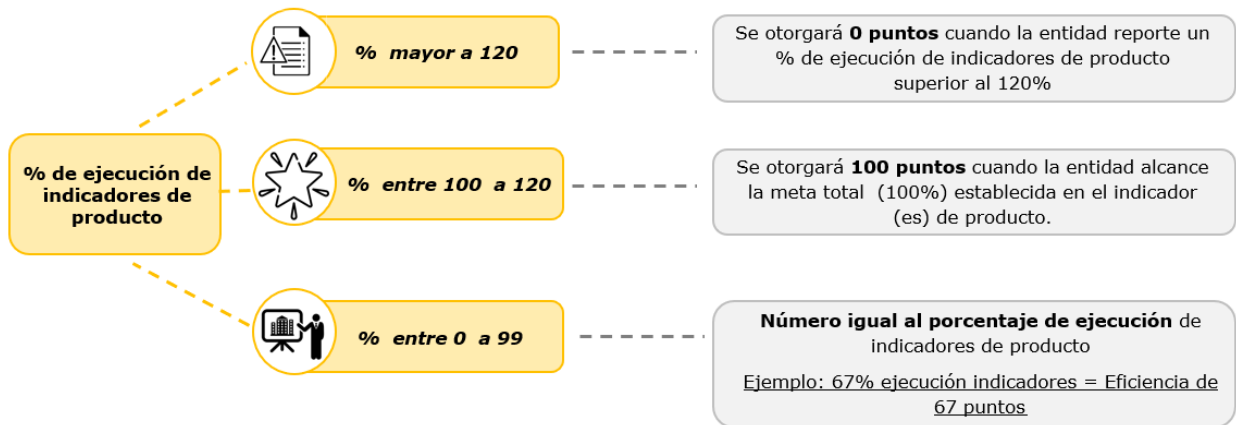 % mayor a 120
Se otorgará 0 puntos cuando la entidad reporte un
% de ejecución de indicadores de producto
superior al 120%
% de ejecución de
indicadores de
producto
% entre 100 a 120
Se otorgará 100 puntos cuando la entidad alcance
la meta total (100%) establecida en el indicador
(es) de producto.
% entre 0 a 99
Número igual al porcentaje de ejecución de
indicadores de producto
Ejemplo: 67% ejecución indicadores = Eficiencia de
67 puntos